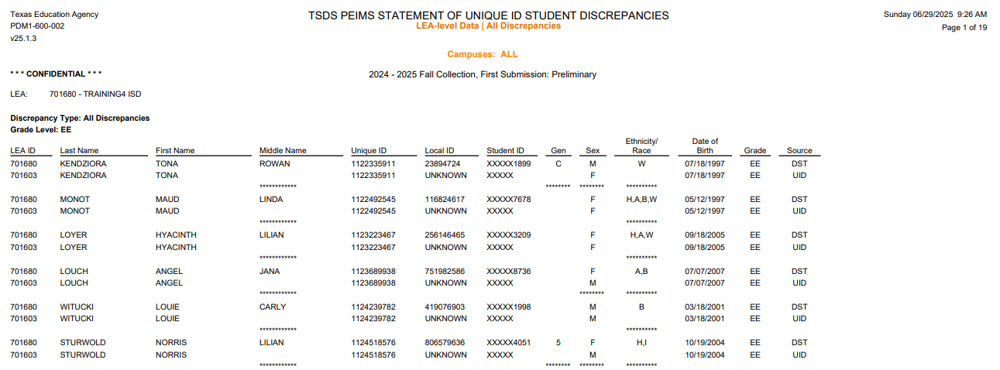 Texas Education Agency TSDS PEIMS STATEMENT OF UNIQUE ID STUDENT DISCREPANCIES Sunday 06/29/2025 9:26 AM
PDM1-600-002 LEA-level Data | All Discrepancies Page 1 of 19
v25.1.3
Campuses: ALL
* * * CONFIDENTIAL * * * 2024 - 2025 Fall Collection, First Submission: Preliminary
LEA: 701680 - TRAINING4 ISD
Discrepancy Type: All Discrepancies
Grade Level: EE
Ethnicity/ Date of
LEA ID Last Name First Name Middle Name Unique ID Local ID Student ID Gen Sex Race Birth Grade Source
701680 KENDZIORA TONA ROWAN 1122335911 23894724 XXXXX1899 C M W 07/18/1997 EE DST
701603 KENDZIORA TONA 1122335911 UNKNOWN XXXXX F 07/18/1997 EE UID
************ ******** ******** **********
701680 MONOT MAUD LINDA 1122492545 116824617 XXXXX7678 F H,A,B,W 05/12/1997 EE DST
701603 MONOT MAUD 1122492545 UNKNOWN XXXXX F 05/12/1997 EE UID
************ **********
701680 LOYER HYACINTH LILIAN 1123223467 256146465 XXXXX3209 F H,A,W 09/18/2005 EE DST
701603 LOYER HYACINTH 1123223467 UNKNOWN XXXXX F 09/18/2005 EE UID
************ **********
701680 LOUCH ANGEL JANA 1123689938 751982586 XXXXX8736 F A,B 07/07/2007 EE DST
701603 LOUCH ANGEL 1123689938 UNKNOWN XXXXX M 07/07/2007 EE UID
************ ******** **********
701680 WITUCKI LOUIE CARLY 1124239782 419076903 XXXXX1998 M B 03/18/2001 EE DST
701603 WITUCKI LOUIE 1124239782 UNKNOWN XXXXX M 03/18/2001 EE UID
************ **********
701680 STURWOLD NORRIS LILIAN 1124518576 806579636 XXXXX4051 5 F H,I 10/19/2004 EE DST
701603 STURWOLD NORRIS 1124518576 UNKNOWN XXXXX M 10/19/2004 EE UID
************ ******** ******** **********